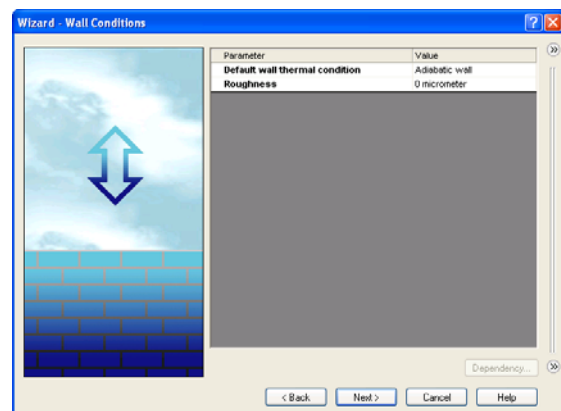 Wizard - Wall Conditions
Parameter Value
Default wall thermal condition Adiabatic wall
Roughness 0 micrometer
Dependency...
< Back Next > Cancel Help